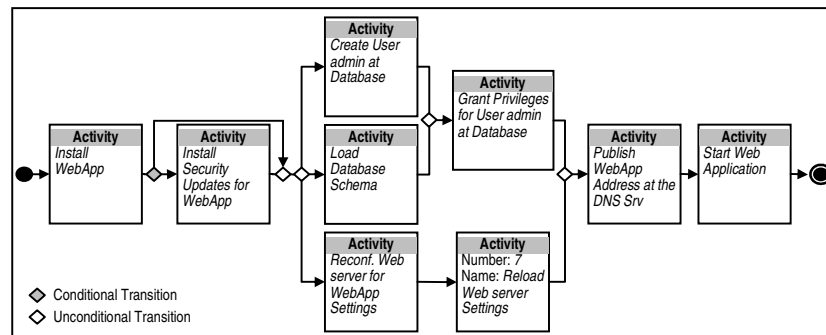 Activity
Install
WebApp
Activity
Install
Security
Updates for
WebApp
Activity
Create User
admin at
Database
Activity
Load
Database
Schema
Activity
Reconf. Web
server for
WebApp
Settings
Activity
Grant Privileges
for User admin
at Database
Activity
Number: 7
Name: Reload
Web server
Settings
Activity
Publish
WebApp
Address at the
DNS Srv
Activity
Start Web
Application
Conditional Transition
Unconditional Transition